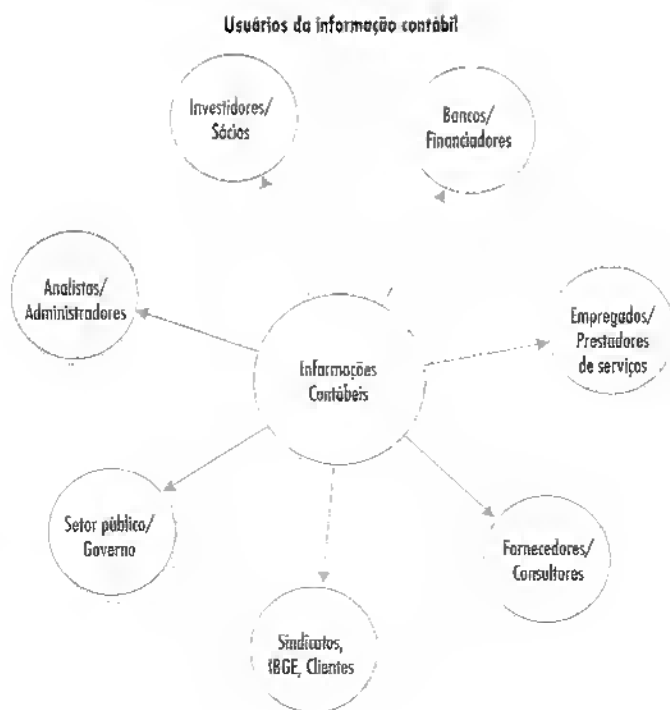 Usuários da informação contábil
Investidores/
Sócios
Bancos/
Financiadores
Analistas/
Administradores
Empregados/
Prestadores
de serviços
Informações
Contábeis
Setor público/
Governo
Fornecedores/
Consultores
Sindicatos,
IBGE, Clientes